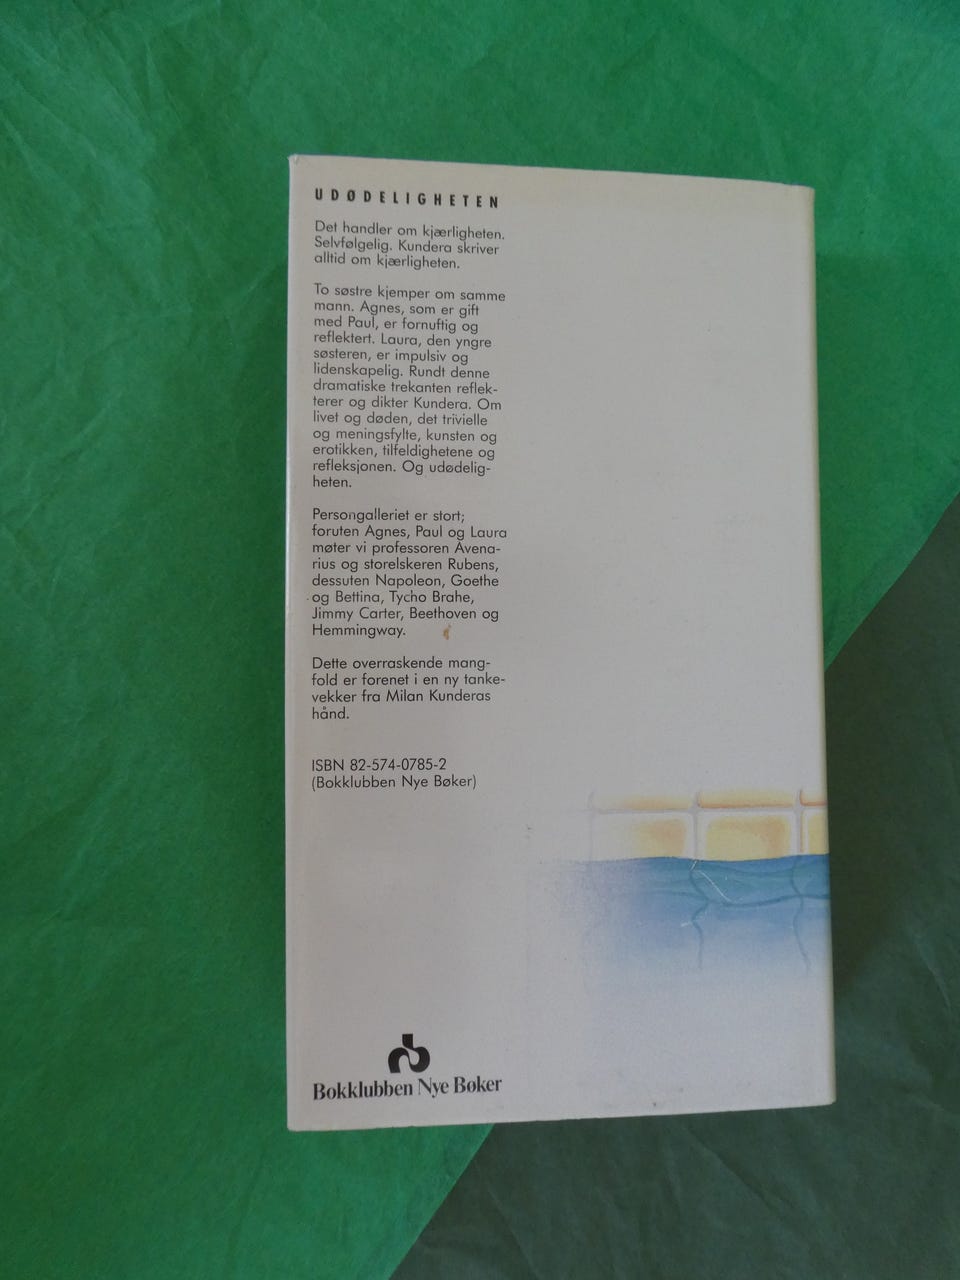 UDØDELIGHETEN
Det handler om kjærligheten.
Selvfølgelig. Kundera skriver
alltid om kjærligheten.
To søstre kjemper om samme
mann. Agnes, som er gift
med Paul, er fornuftig og
reflektert. Laura, den yngre
søsteren, er impulsiv og
lidenskapelig. Rundt denne
dramatiske trekanten reflek-
terer og dikter Kundera. Om
livet og døden, det trivielle
og meningsfylte, kunsten og
erotikken, tilfeldighetene og
refleksjonen. Og udødelig-
heten.
Persongalleriet er stort;
foruten Agnes, Paul og Laura
møter vi professoren Avena-
rius og storelskeren Rubens,
dessuten Napoleon, Goethe
og Bettina, Tycho Brahe,
Jimmy Carter, Beethoven og
Hemmingway.
Dette overraskende mang-
fold er forenet i en ny tanke-
vekker fra Milan Kunderas
hånd.
ISBN 82-574-0785-2
(Bokklubben Nye Bøker)
Bokklubben Nye Bøker